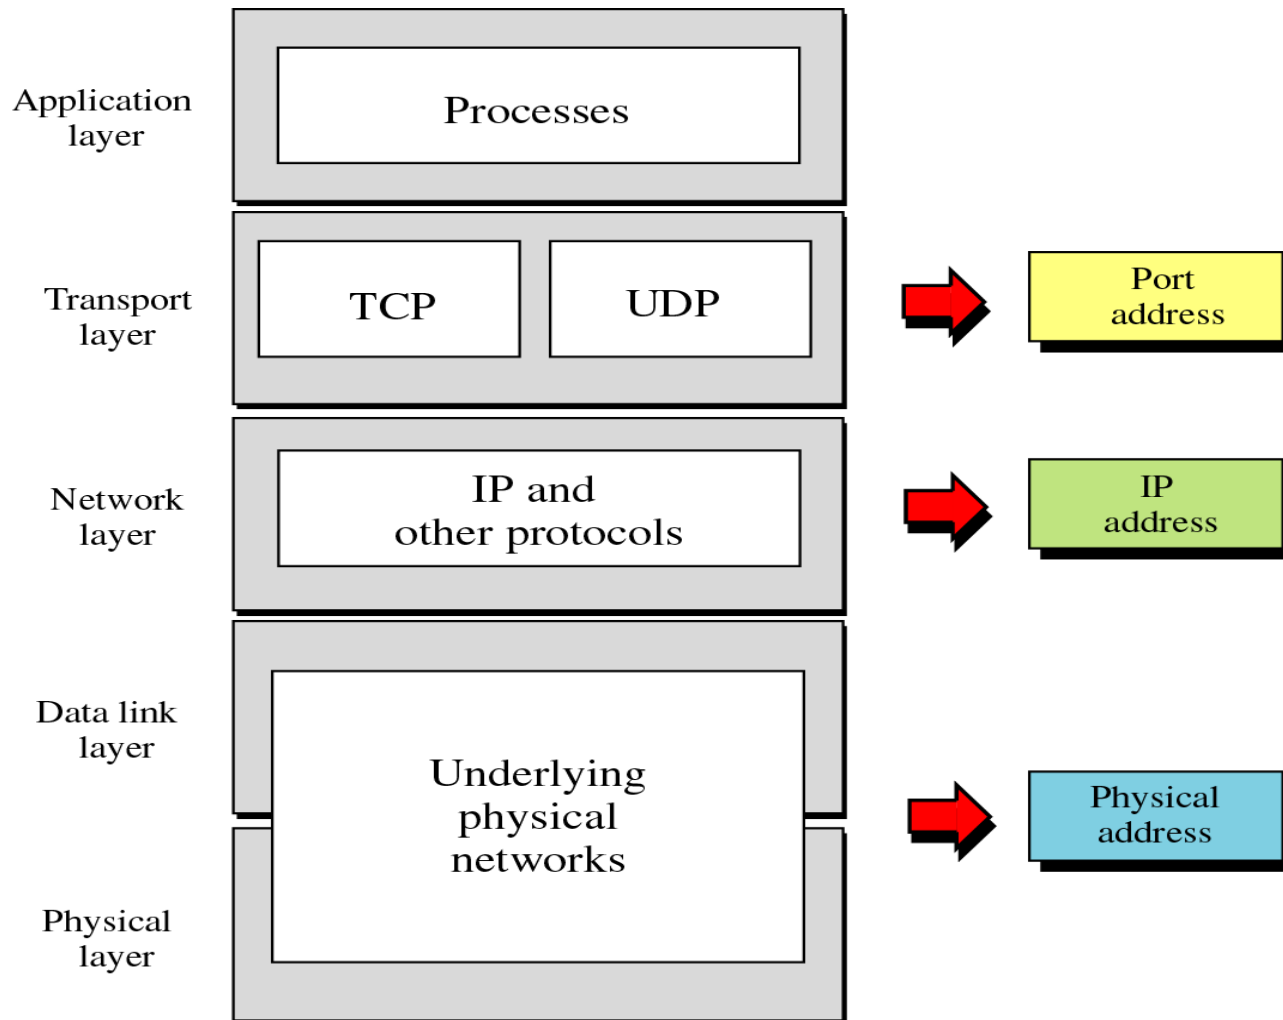 Application
layer
Processes
Transport
layer
TCP
UDP
Port
address
Network
layer
IP and
other protocols
IP
address
Data link
layer
Underlying
physical
networks
Physical
address
Physical
layer